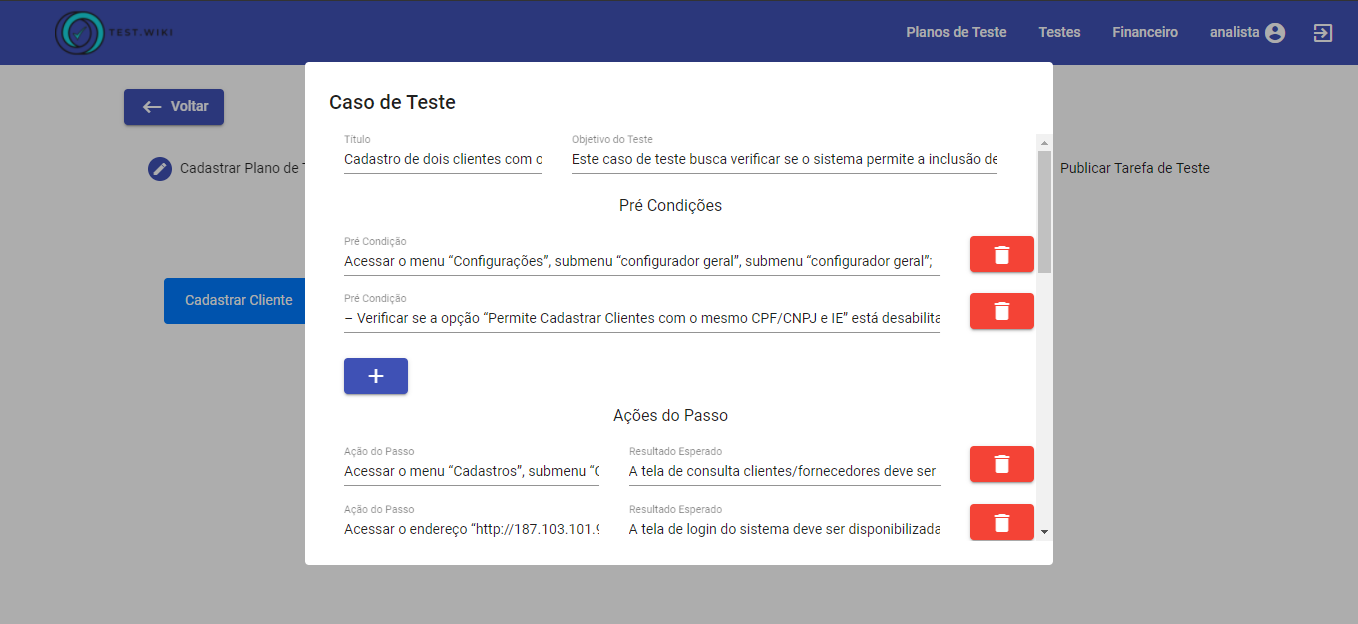 TEST.WIKI
Planos de Teste
Testes
Financeiro
analista
Voltar
Caso de Teste
Título
Objetivo do Teste
Cadastro de dois clientes com
Este caso de teste busca verificar se o sistema permite a inclusão de
Cadastrar Plano de
Publicar Tarefa de Teste
Pré Condições
Pré Condição
Acessar o menu “Configurações”, submenu “configurador geral”, submenu “configurador geral”;
Pré Condição
– Verificar se a opção “Permite Cadastrar Clientes com o mesmo CPF/CNPJ e IE” está desabilita
Cadastrar Cliente
Ações do Passo
Ação do Passo
Resultado Esperado
Acessar o menu “Cadastros”, submenu
A tela de consulta clientes/fornecedores deve ser
Ação do Passo
Resultado Esperado
Acessar o endereço “http://187.103.101.9
A tela de login do sistema deve ser disponibilizada